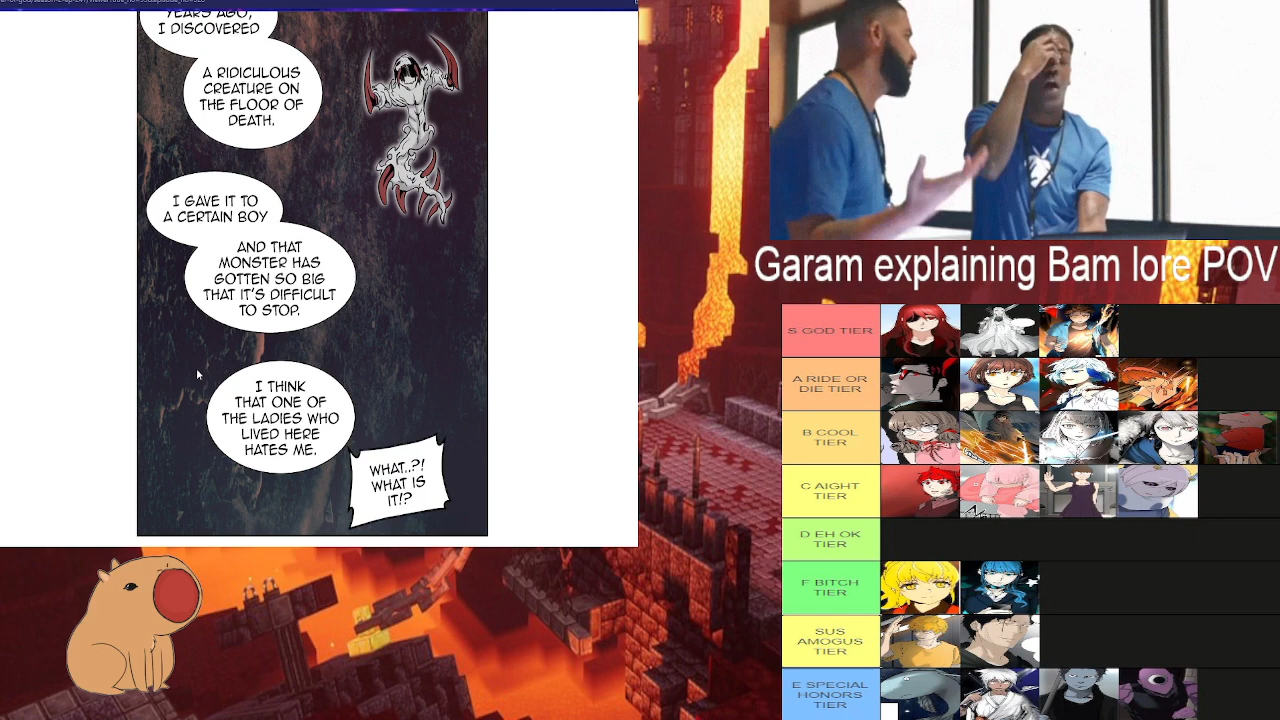 YEARS AGO,
I DISCOVERED
A RIDICULOUS
CREATURE ON
THE FLOOR OF
DEATH.
I GAVE IT TO
A CERTAIN BOY
AND THAT
MONSTER HAS
GOTTEN SO BIG
THAT IT'S DIFFICULT
TO STOP.
I THINK
THAT ONE OF
THE LADIES WHO
LIVED HERE
HATES ME.
WHAT..?!
WHAT IS
IT!?
Garam explaining Bam lore POV
S GOD TIER
A RIDE OR
DIE TIER
B COOL
TIER
C AIGHT
TIER
D EH OK
TIER
F BITCH
TIER
SUS
AMOGUS
TIER
E SPECIAL
HONORS
TIER